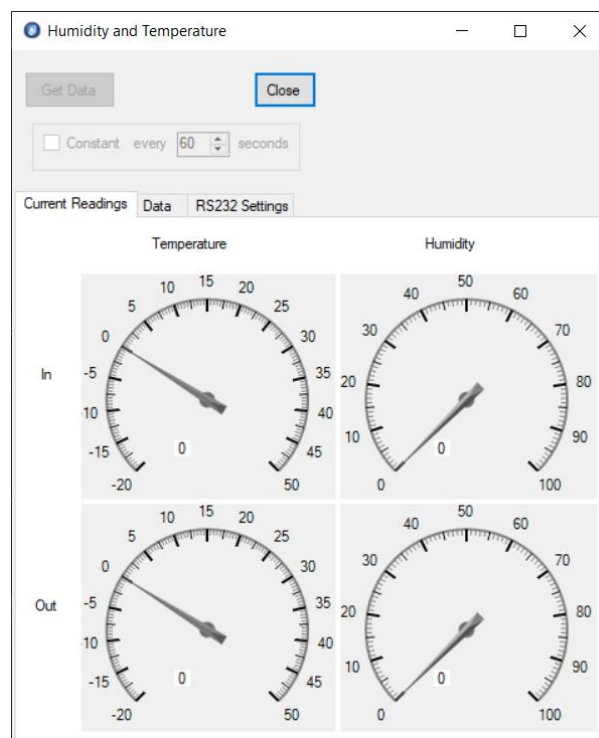 Humidity and Temperature
Get Data
Close
Constant every 60 seconds
Current Readings Data RS232 Settings
Temperature
Humidity
In
-20 -15 -10 -5 0 5 10 15 20 25 30 35 40 45 50
0
0 10 20 30 40 50 60 70 80 90 100
0
Out
-20 -15 -10 -5 0 5 10 15 20 25 30 35 40 45 50
0
0 10 20 30 40 50 60 70 80 90 100
0